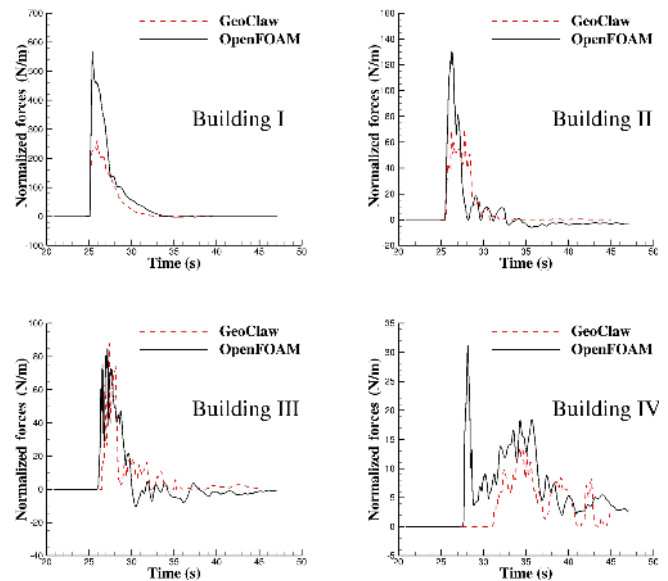 GeoClaw
OpenFOAM
Building I
Normalized forces (N/m)
700
600
500
400
300
200
100
0
-100
20 25 30 35 40 45 50
Time (s)
GeoClaw
OpenFOAM
Building II
Normalized forces (N/m)
160
140
120
100
80
60
40
20
0
-20
20 25 30 35 40 45 50
Time (s)
GeoClaw
OpenFOAM
Building III
Normalized forces (N/m)
100
80
60
40
20
0
-20
-40
20 25 30 35 40 45 50
Time (s)
GeoClaw
OpenFOAM
Building IV
Normalized forces (N/m)
35
30
25
20
15
10
5
0
-5
20 25 30 35 40 45 50
Time (s)